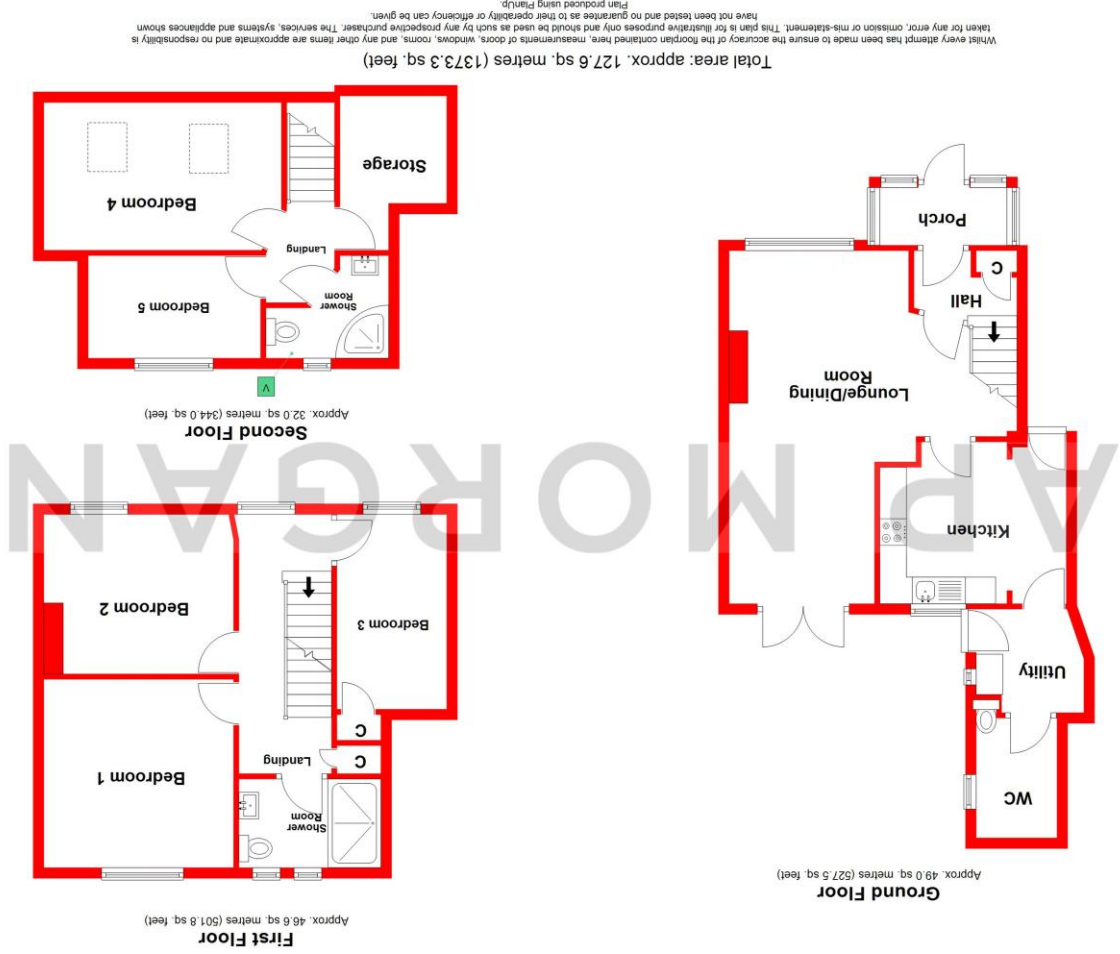 Ground Floor
Approx. 49.0 sq. metres (527.5 sq. feet)
WC
Utility
Kitchen
Lounge/Dining
Room
Hall
C
Porch
First Floor
Approx. 46.6 sq. metres (501.8 sq. feet)
Shower
Room
Bedroom 1
Landing
C
C
Bedroom 3
Bedroom 2
AP MORGAN
Second Floor
Approx. 32.0 sq. metres (344.0 sq. feet)
V
Shower
Room
Bedroom 5
Landing
Bedroom 4
Storage
Total area: approx. 127.6 sq. metres (1373.3 sq. feet)
Whilst every attempt has been made to ensure the accuracy of the floorplan contained here, measurements of doors, windows, rooms, and any other items are approximate and no responsibility is
taken for any error, omission or mis-statement. This plan is for illustrative purposes only and should be used as such by any prospective purchaser. The services, systems and appliances shown
have not been tested and no guarantee as to their operability or efficiency can be given.
Plan produced using PlanUp.